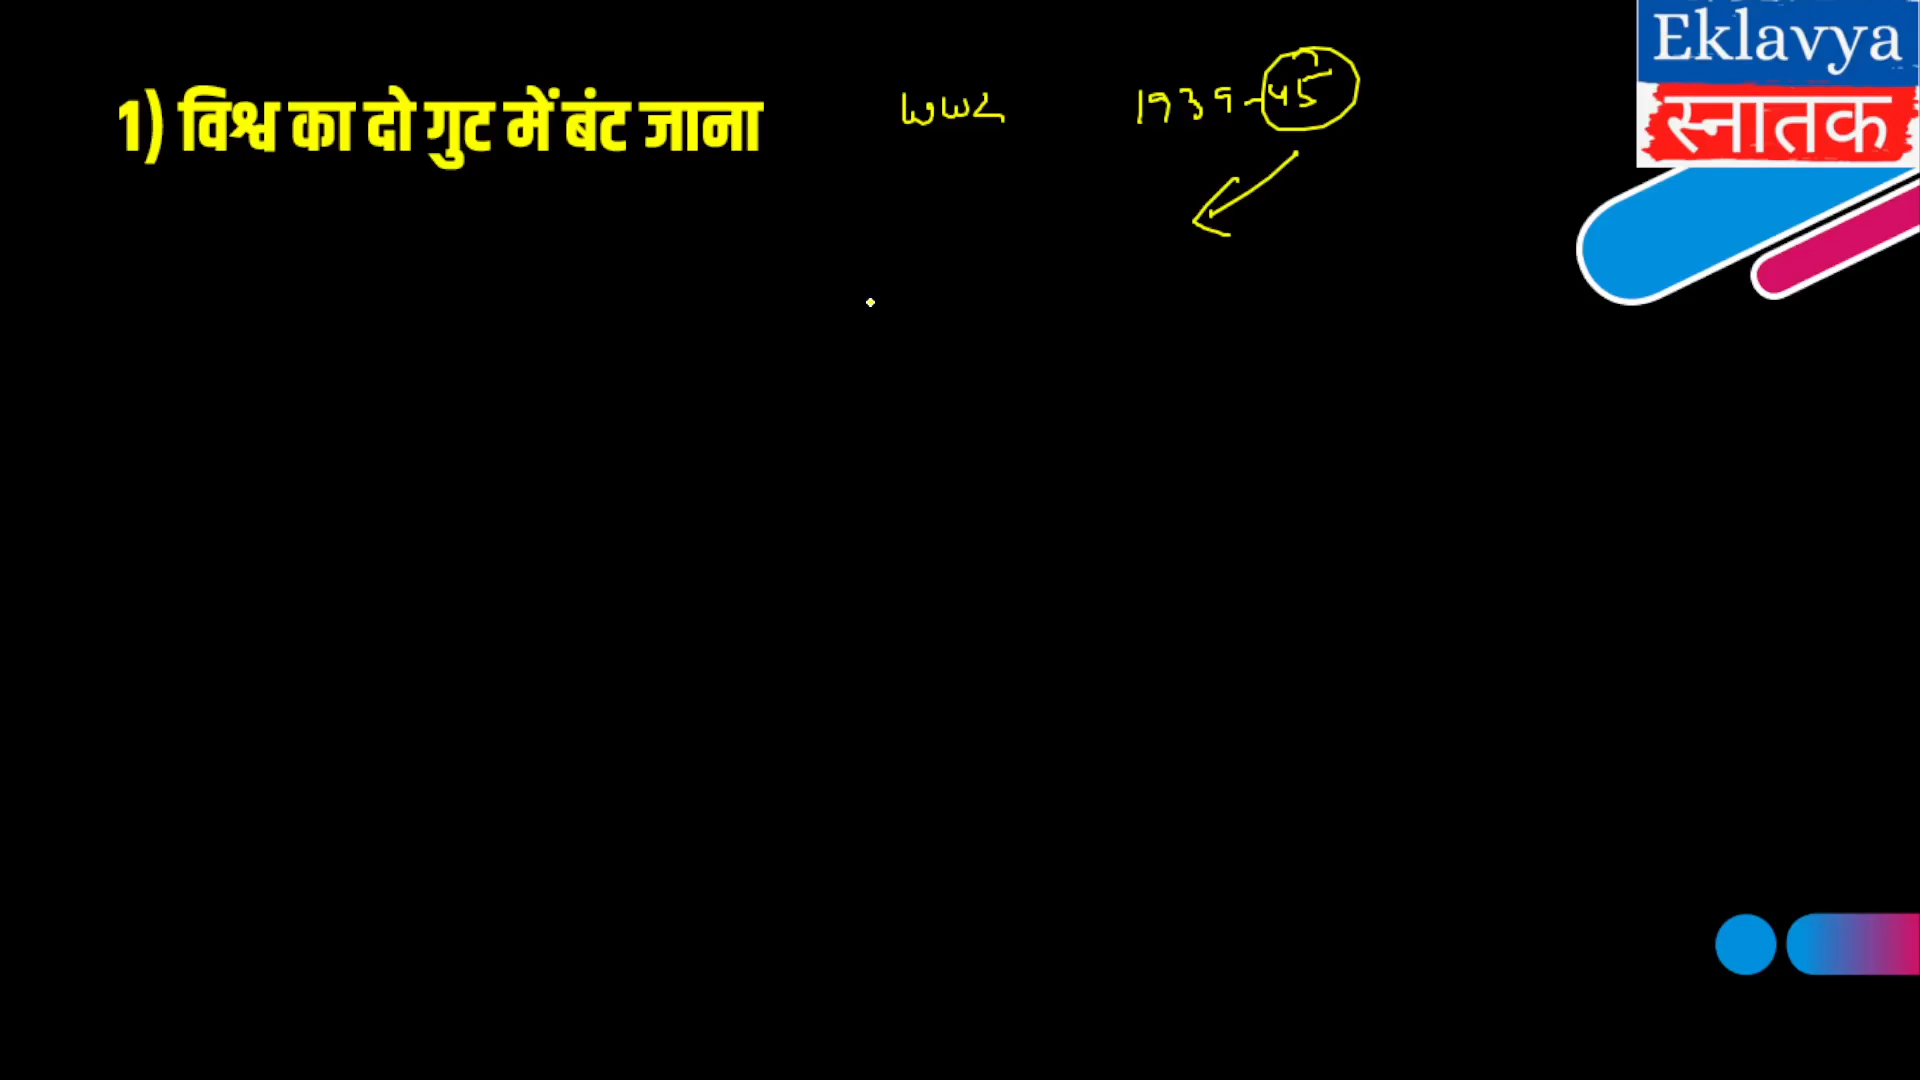 1) विश्व का दो गुट में बंट जाना
WW2 1939-45
Eklavya
स्नातक